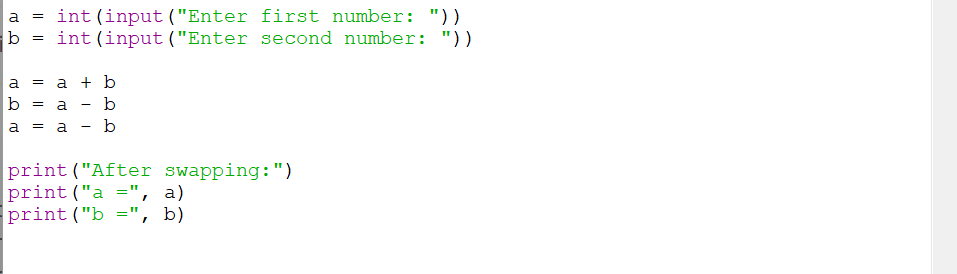 a = int(input("Enter first number: "))
b = int(input("Enter second number: "))
a = a + b
b = a - b
a = a - b
print("After swapping:")
print("a =", a)
print("b =", b)